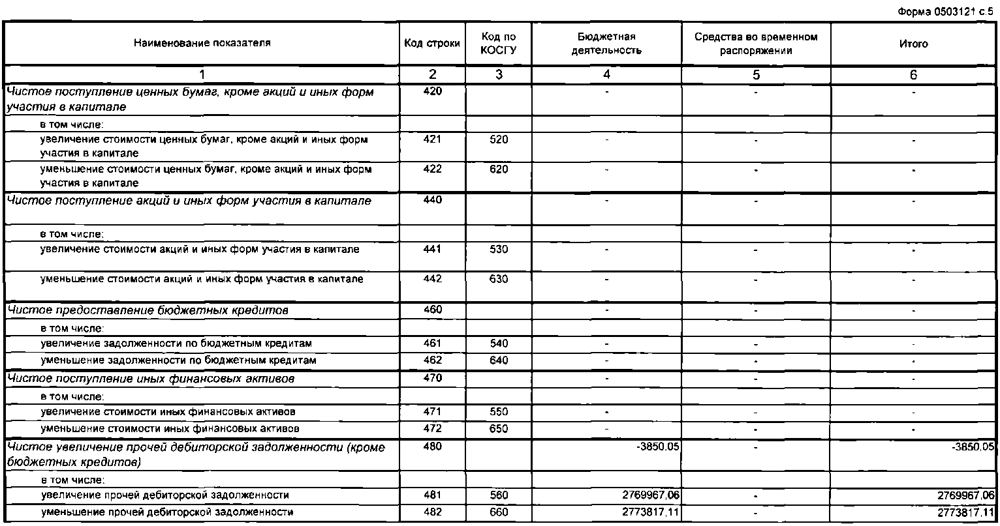 Форма 0503121 с.5
Наименование показателя Код строки Код по КОСГУ Бюджетная деятельность Средства во временном распоряжении Итого
1 2 3 4 5 6
Чистое поступление ценных бумаг, кроме акций и иных форм 420 - - -
участия в капитале
в том числе:
увеличение стоимости ценных бумаг, кроме акций и иных форм 421 520 - - -
участия в капитале
уменьшение стоимости ценных бумаг, кроме акций и иных форм 422 620 - - -
участия в капитале
Чистое поступление акций и иных форм участия в капитале 440 - - -
в том числе:
увеличение стоимости акций и иных форм участия в капитале 441 530 - - -
уменьшение стоимости акций и иных форм участия в капитале 442 630 - - -
Чистое предоставление бюджетных кредитов 460 - - -
в том числе:
увеличение задолженности по бюджетным кредитам 461 540 - - -
уменьшение задолженности по бюджетным кредитам 462 640 - - -
Чистое поступление иных финансовых активов 470 - - -
в том числе:
увеличение стоимости иных финансовых активов 471 550 - - -
уменьшение стоимости иных финансовых активов 472 650 - - -
Чистое увеличение прочей дебиторской задолженности (кроме 480 -3850,05 - -3850,05
бюджетных кредитов)
в том числе:
увеличение прочей дебиторской задолженности 481 560 2769967,06 - 2769967,06
уменьшение прочей дебиторской задолженности 482 660 2773817,11 - 2773817,11